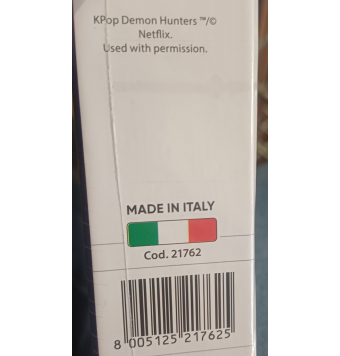 KPop Demon Hunters ™/©
Netflix.
Used with permission.
MADE IN ITALY
Cod. 21762
8 005125 217625